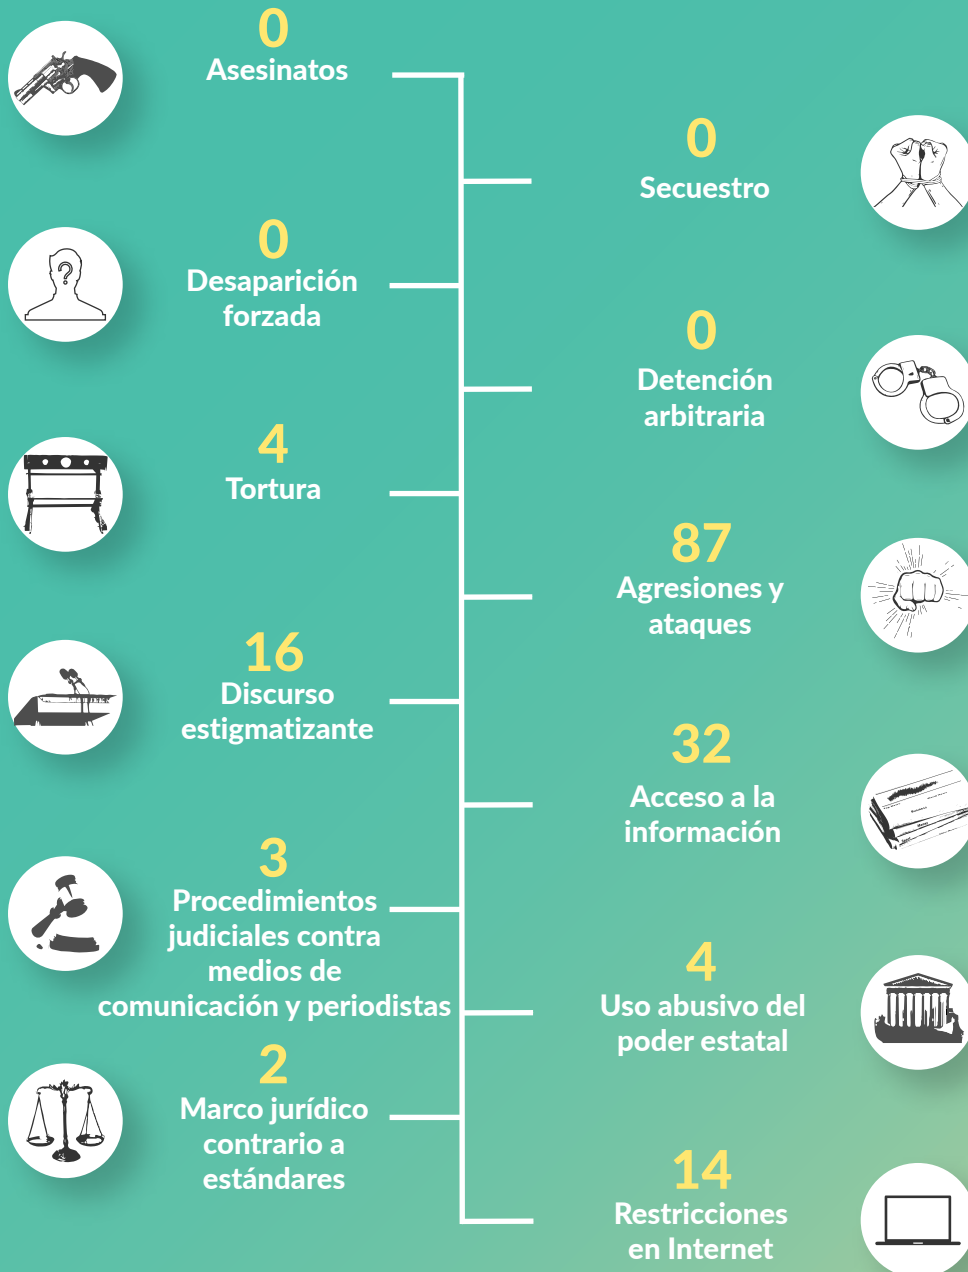 0
Asesinatos
0
Secuestro
0
Desaparición
forzada
0
Detención
arbitraria
4
Tortura
87
Agresiones y
ataques
16
Discurso
estigmatizante
32
Acceso a la
información
3
Procedimientos
judiciales contra
medios de
comunicación y periodistas
4
Uso abusivo del
poder estatal
2
Marco jurídico
contrario a
estándares
14
Restricciones
en Internet